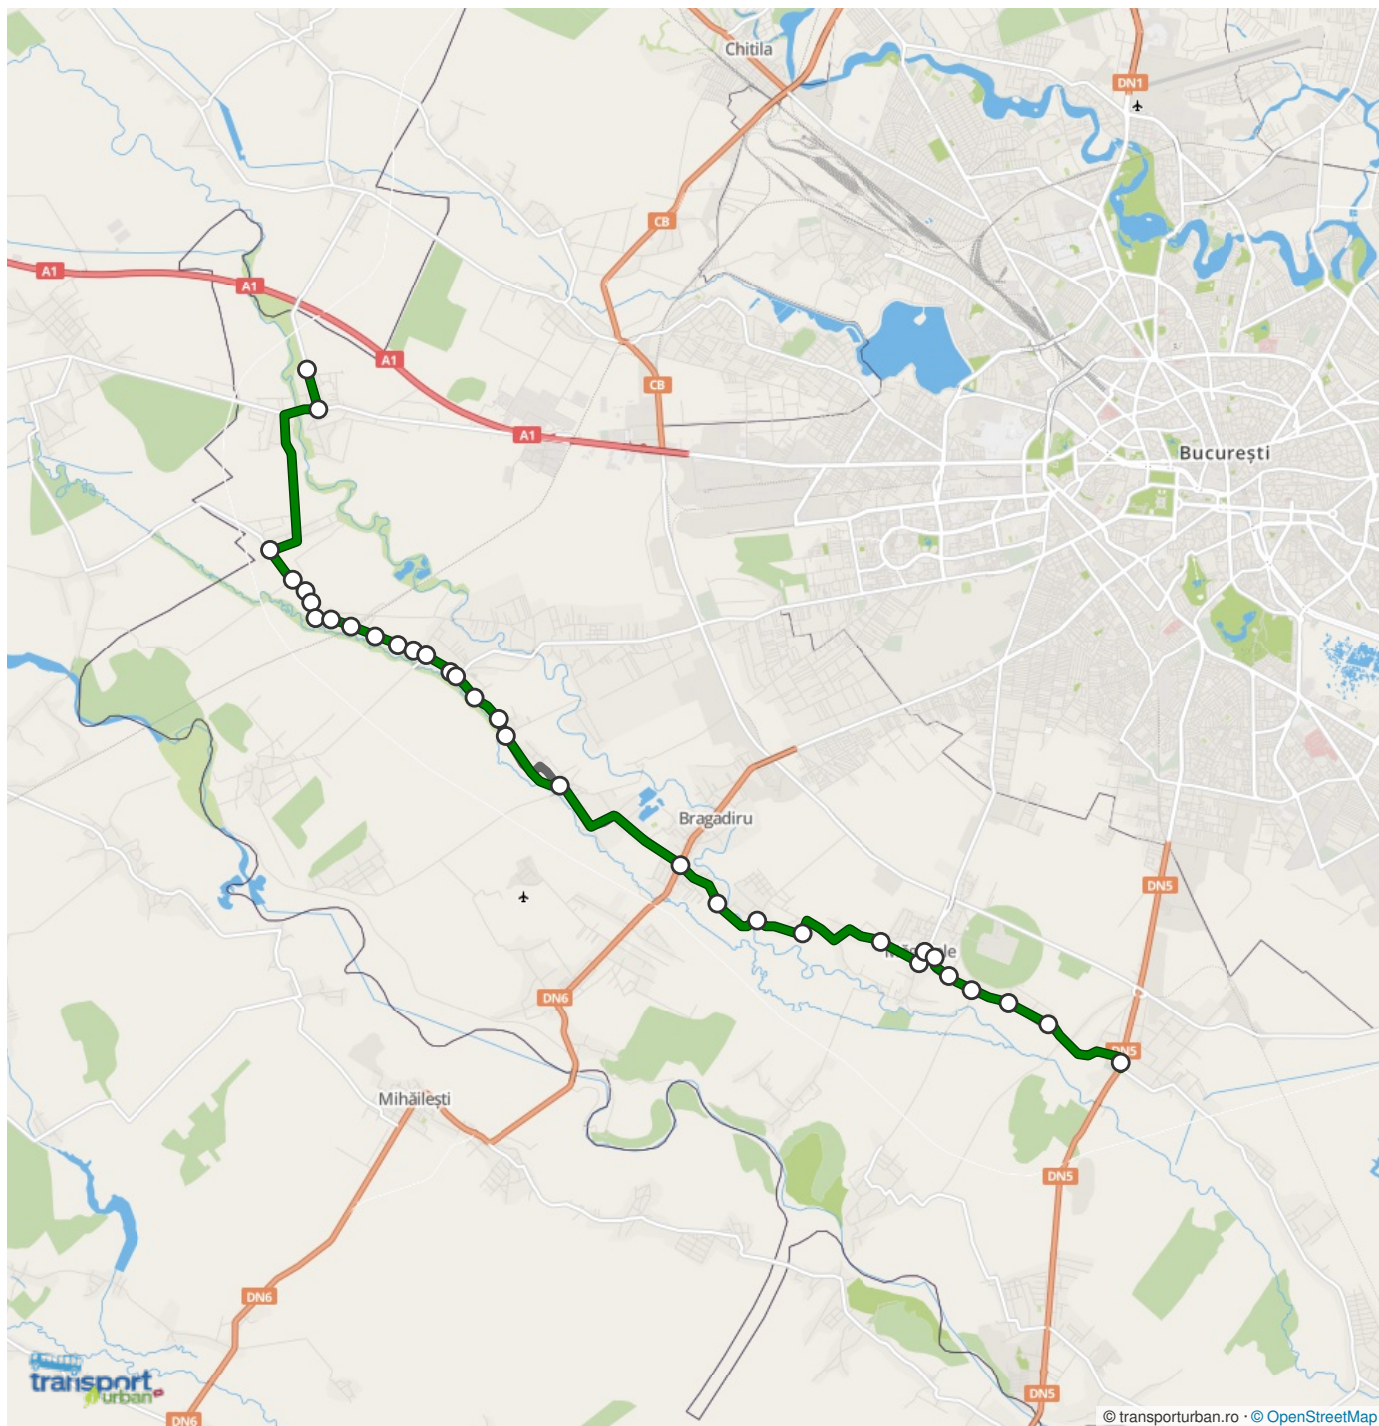 Chitila
DN1
CB
A1
A1
A1
CB
A1
București
Bragadiru
DN5
DN6
DN5
Mihăilești
DN5
DN6
DN5
DN6
transport
urban
© transporturban.ro · © OpenStreetMap